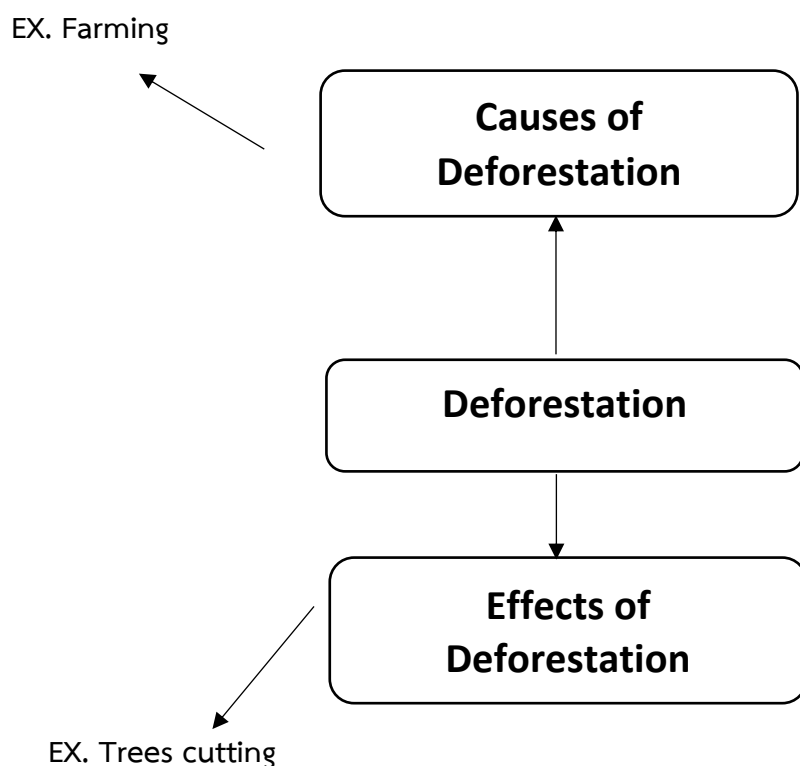 EX. Farming
Causes of
Deforestation
Deforestation
Effects of
Deforestation
EX. Trees cutting